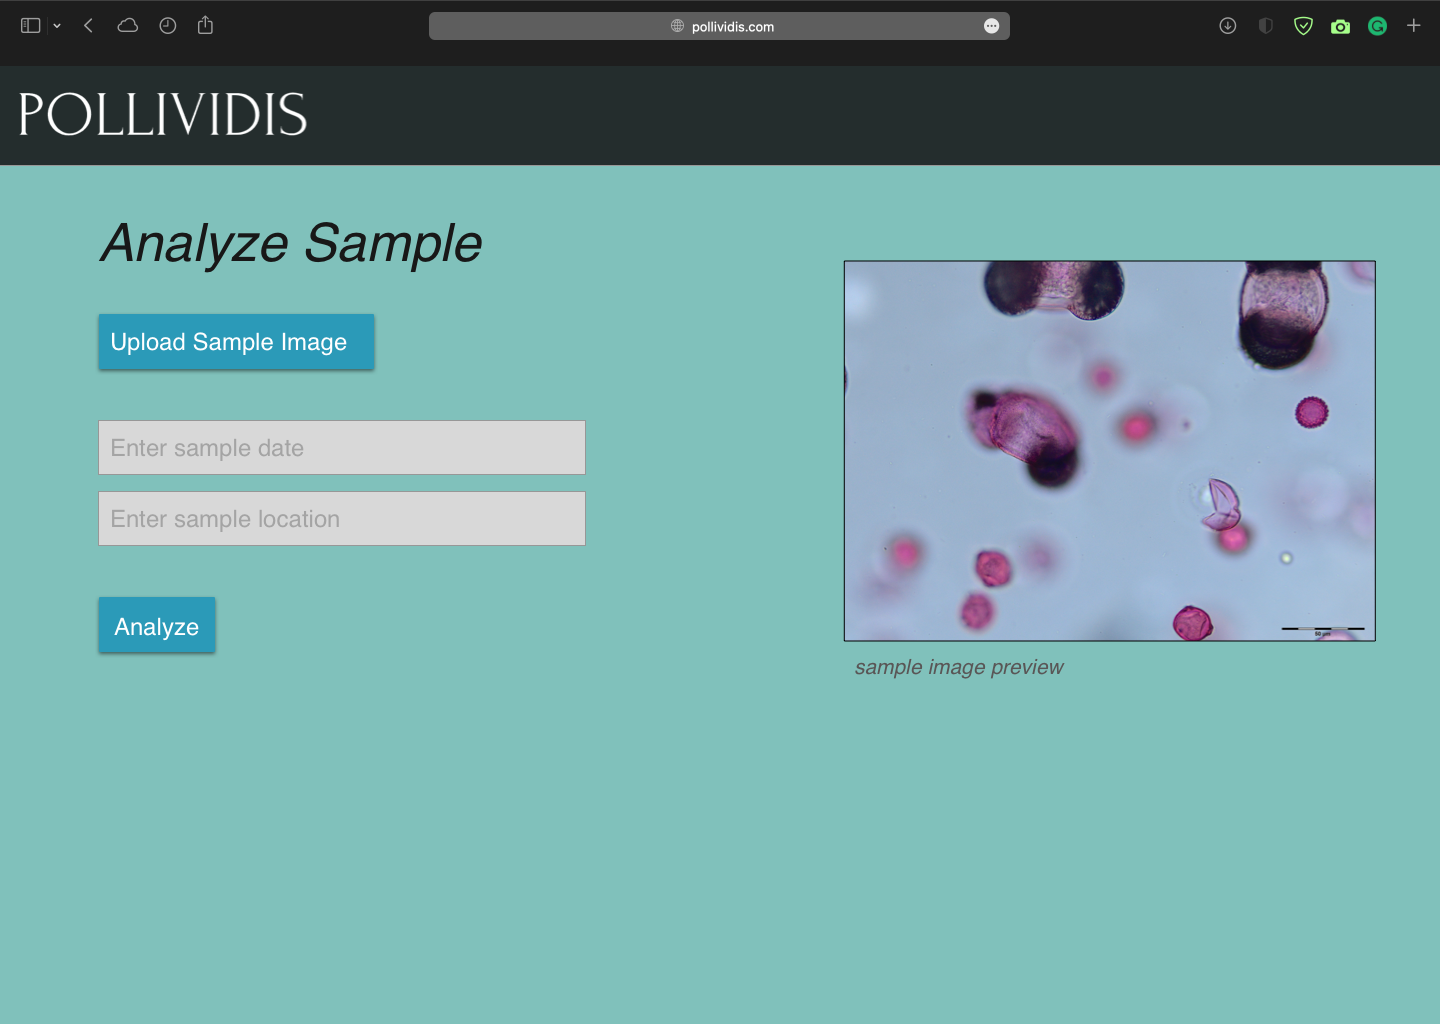 pollividis.com
POLLIVIDIS
Analyze Sample
Upload Sample Image
Enter sample date
Enter sample location
Analyze
50 µm
sample image preview